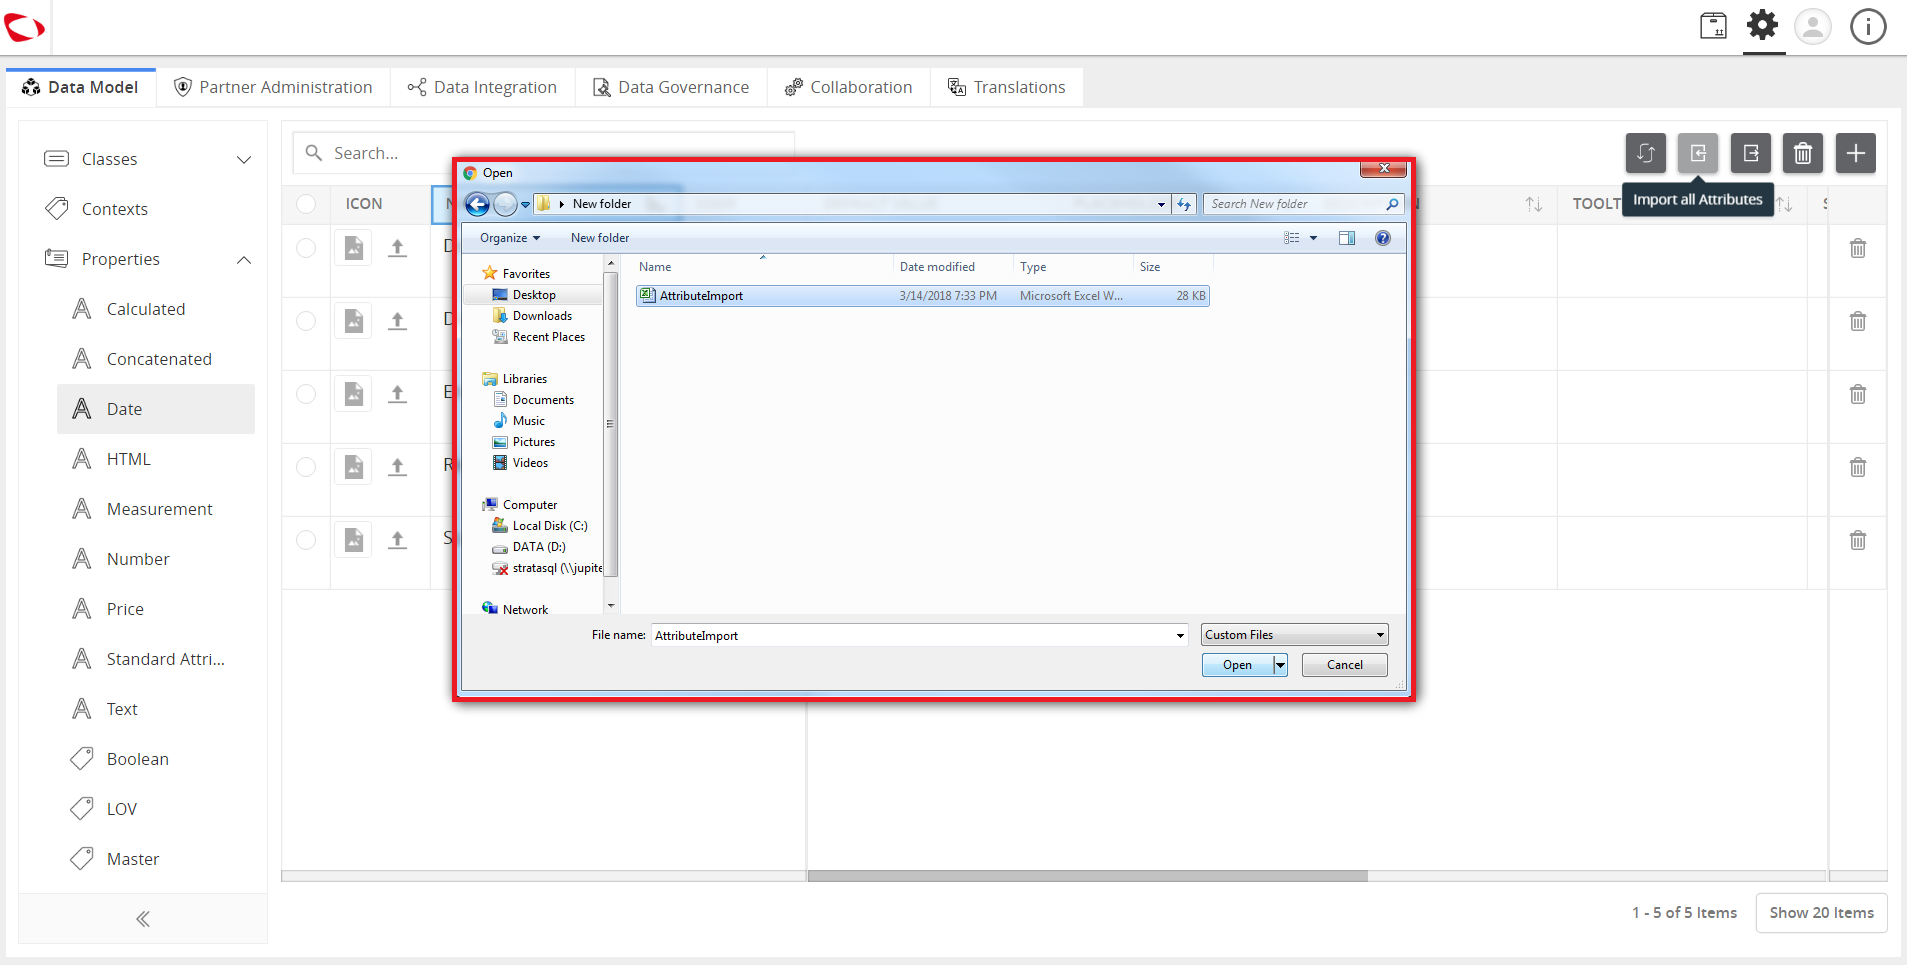 Data Model
Partner Administration
Data Integration
Data Governance
Collaboration
Translations
Classes
Contexts
Properties
Calculated
Concatenated
Date
HTML
Measurement
Number
Price
Standard Attri...
Text
Boolean
LOV
Master
Search...
Import all Attributes
ICON
TOOLT
Open
New folder
Search New folder
Organize
New folder
Favorites
Desktop
Downloads
Recent Places
Libraries
Documents
Music
Pictures
Videos
Computer
Local Disk (C:)
DATA (D:)
stratasql (\\jupite
Network
Name Date modified Type Size
AttributeImport 3/14/2018 7:33 PM Microsoft Excel W... 28 KB
File name: AttributeImport
Custom Files
Open
Cancel
1 - 5 of 5 Items
Show 20 Items